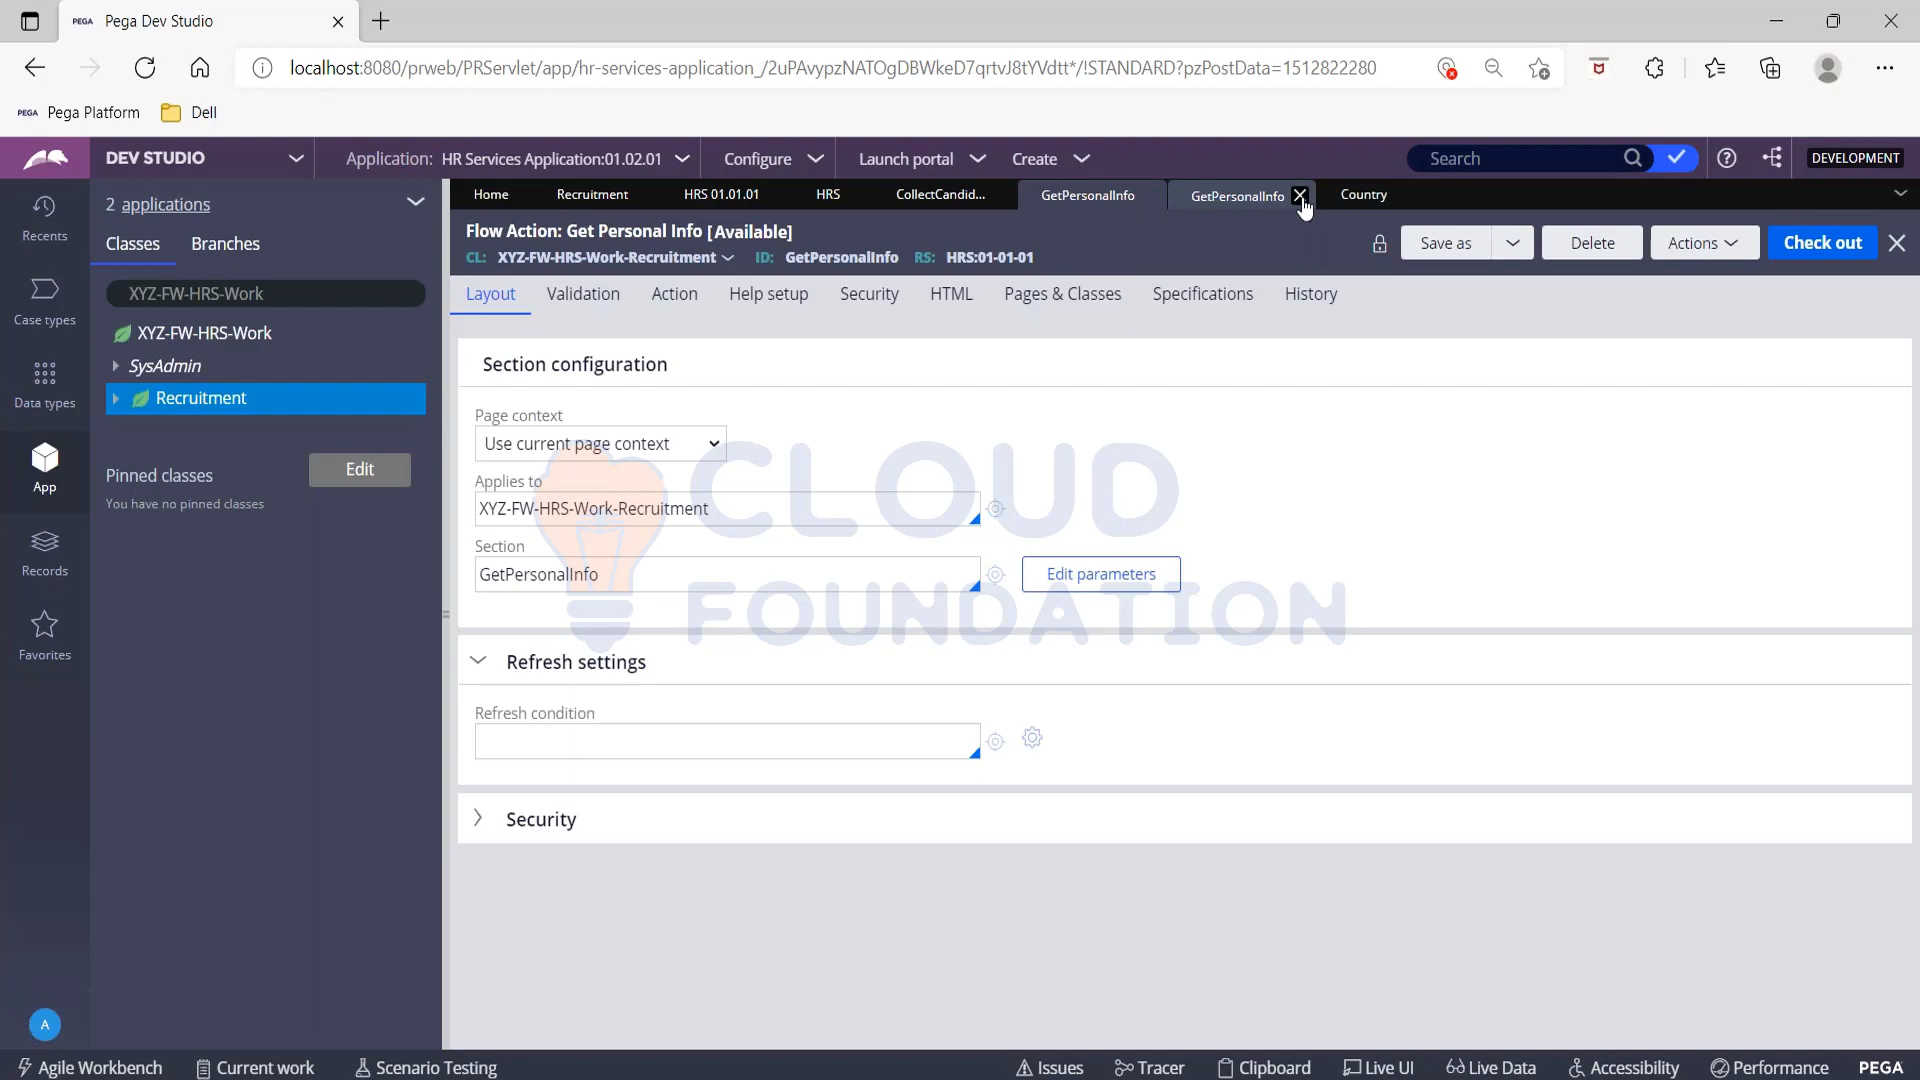 PEGA Pega Dev Studio
localhost:8080/prweb/PRServlet/app/hr-services-application_/2uPAvypzNATOgDBWkeD7qrtvJ8tYVdtt*/!STANDARD?pzPostData=1512822280
PEGA Pega Platform Dell
DEV STUDIO Application: HR Services Application:01.02.01 Configure Launch portal Create Search DEVELOPMENT
Home Recruitment HRS 01.01.01 HRS CollectCandid... GetPersonalInfo GetPersonalInfo Country
Recents
Case types
Data types
App
Records
Favorites
A
2 applications
Classes Branches
XYZ-FW-HRS-Work
XYZ-FW-HRS-Work
SysAdmin
Recruitment
Pinned classes Edit
You have no pinned classes
Flow Action: Get Personal Info [Available]
CL: XYZ-FW-HRS-Work-Recruitment ID: GetPersonalInfo RS: HRS:01-01-01
Save as Delete Actions Check out
Layout Validation Action Help setup Security HTML Pages & Classes Specifications History
Section configuration
Page context
Use current page context
Applies to
XYZ-FW-HRS-Work-Recruitment
Section
GetPersonalInfo Edit parameters
CLOUD
FOUNDATION
Refresh settings
Refresh condition
Security
Agile Workbench Current work Scenario Testing Issues Tracer Clipboard Live UI Live Data Accessibility Performance PEGA